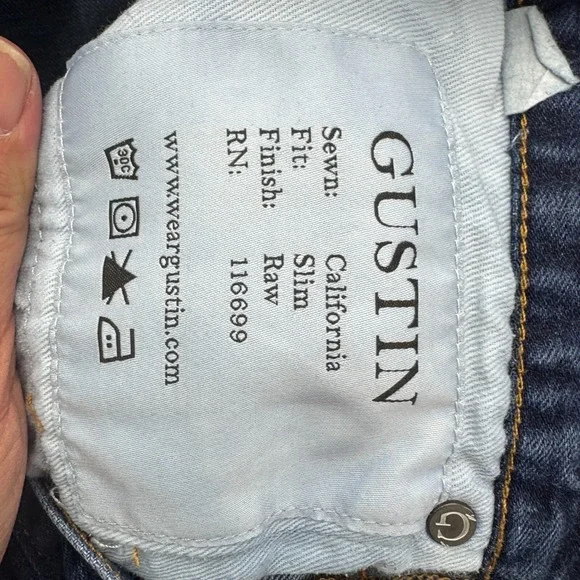 GUSTIN
Sewn: California
Fit: Slim
Finish: Raw
RN: 116699
www.weargustin.com
30C
G